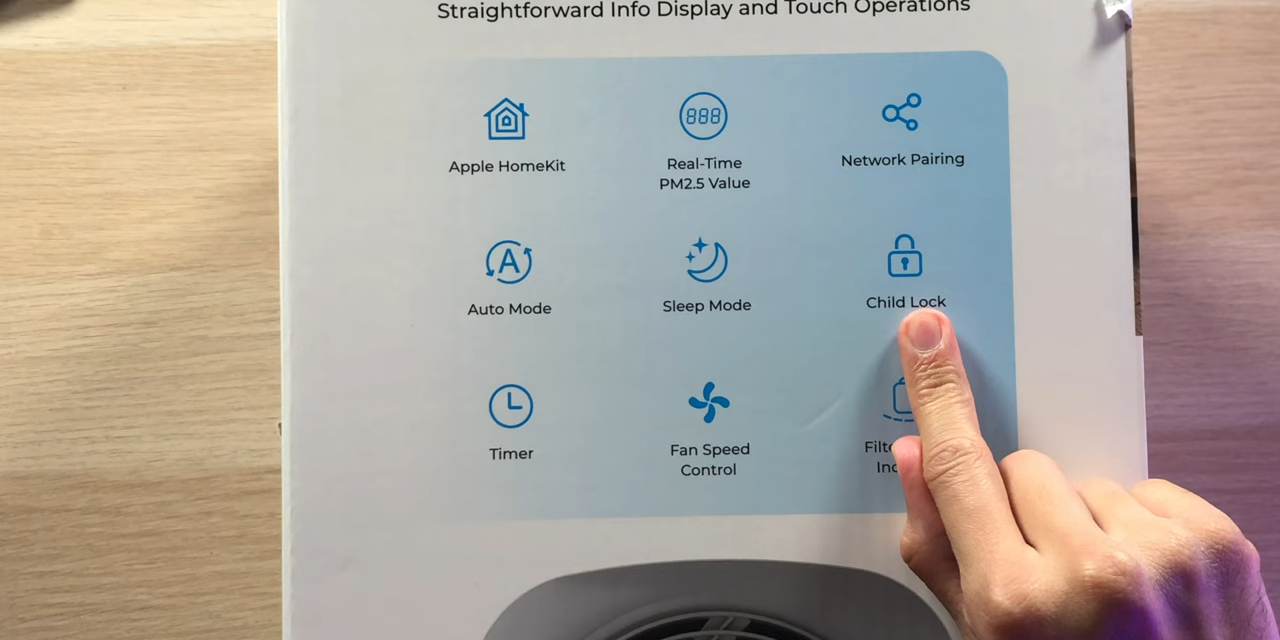 Straightforward Info Display and Touch Operations
Apple HomeKit
888
Real-Time
PM2.5 Value
Network Pairing
A
Auto Mode
Sleep Mode
Child Lock
Timer
Fan Speed
Control